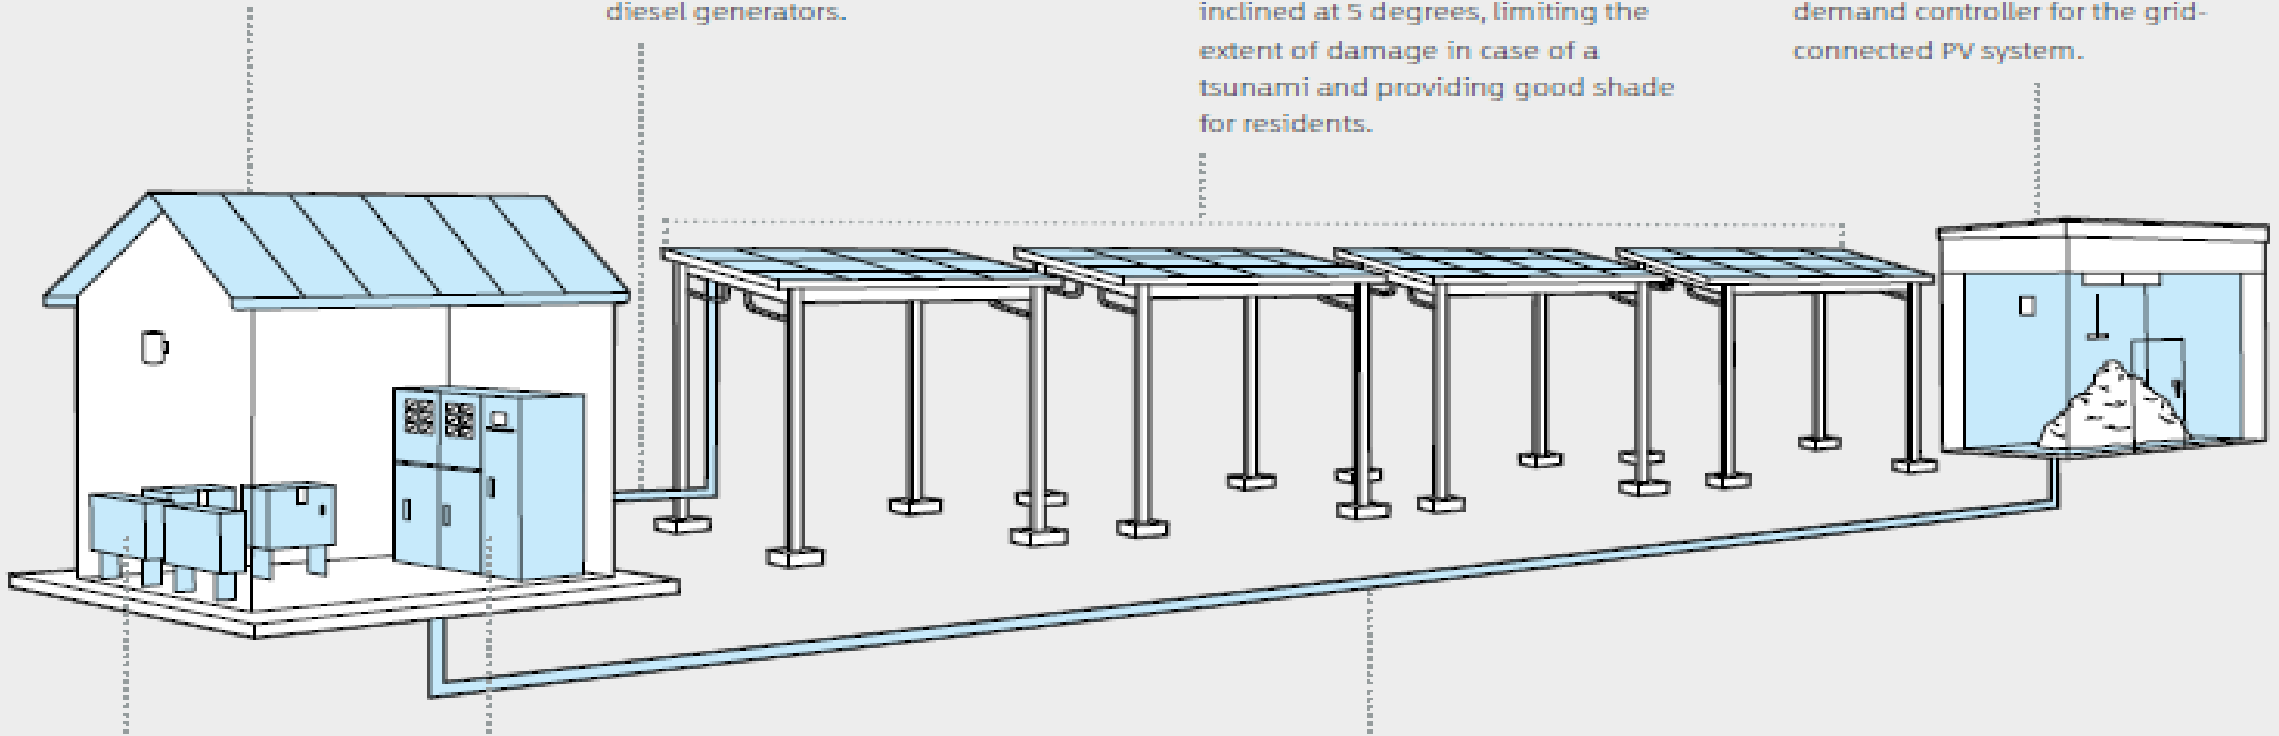 diesel generators.
inclined at 5 degrees, limiting the
extent of damage in case of a
tsunami and providing good shade
for residents.
demand controller for the grid-
connected PV system.